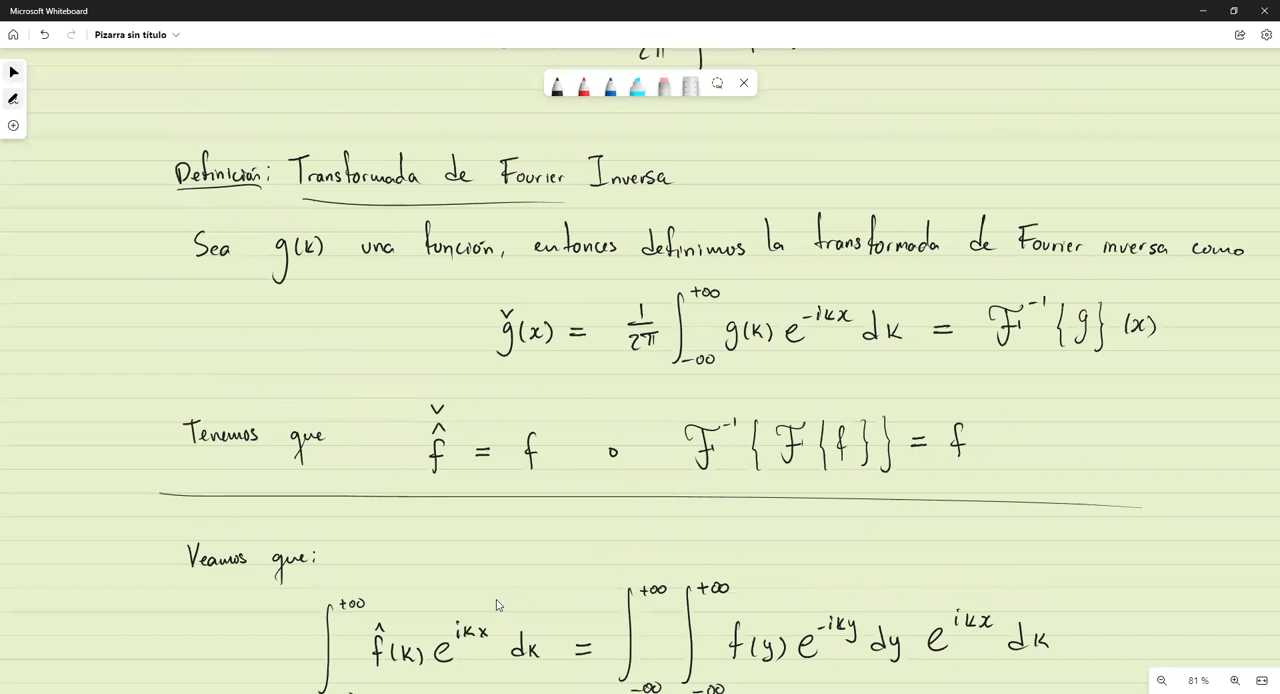 Microsoft Whiteboard
Pizarra sin título
2π
Definición: Transformada de Fourier Inversa
Sea g(k) una función, entonces definimos la transformada de Fourier inversa como
ǧ(x) = 1/2π ∫_{-∞}^{+∞} g(k) e^{-ikx} dk = ℱ^{-1}{g}(x)
Tenemos que f̂̌ = f o ℱ^{-1}{ℱ{f}} = f
Veamos que:
∫^{+∞} f̂(k) e^{ikx} dk = ∫_{-∞}^{+∞} ∫_{-∞}^{+∞} f(y) e^{-iky} dy e^{ikx} dk
81 %